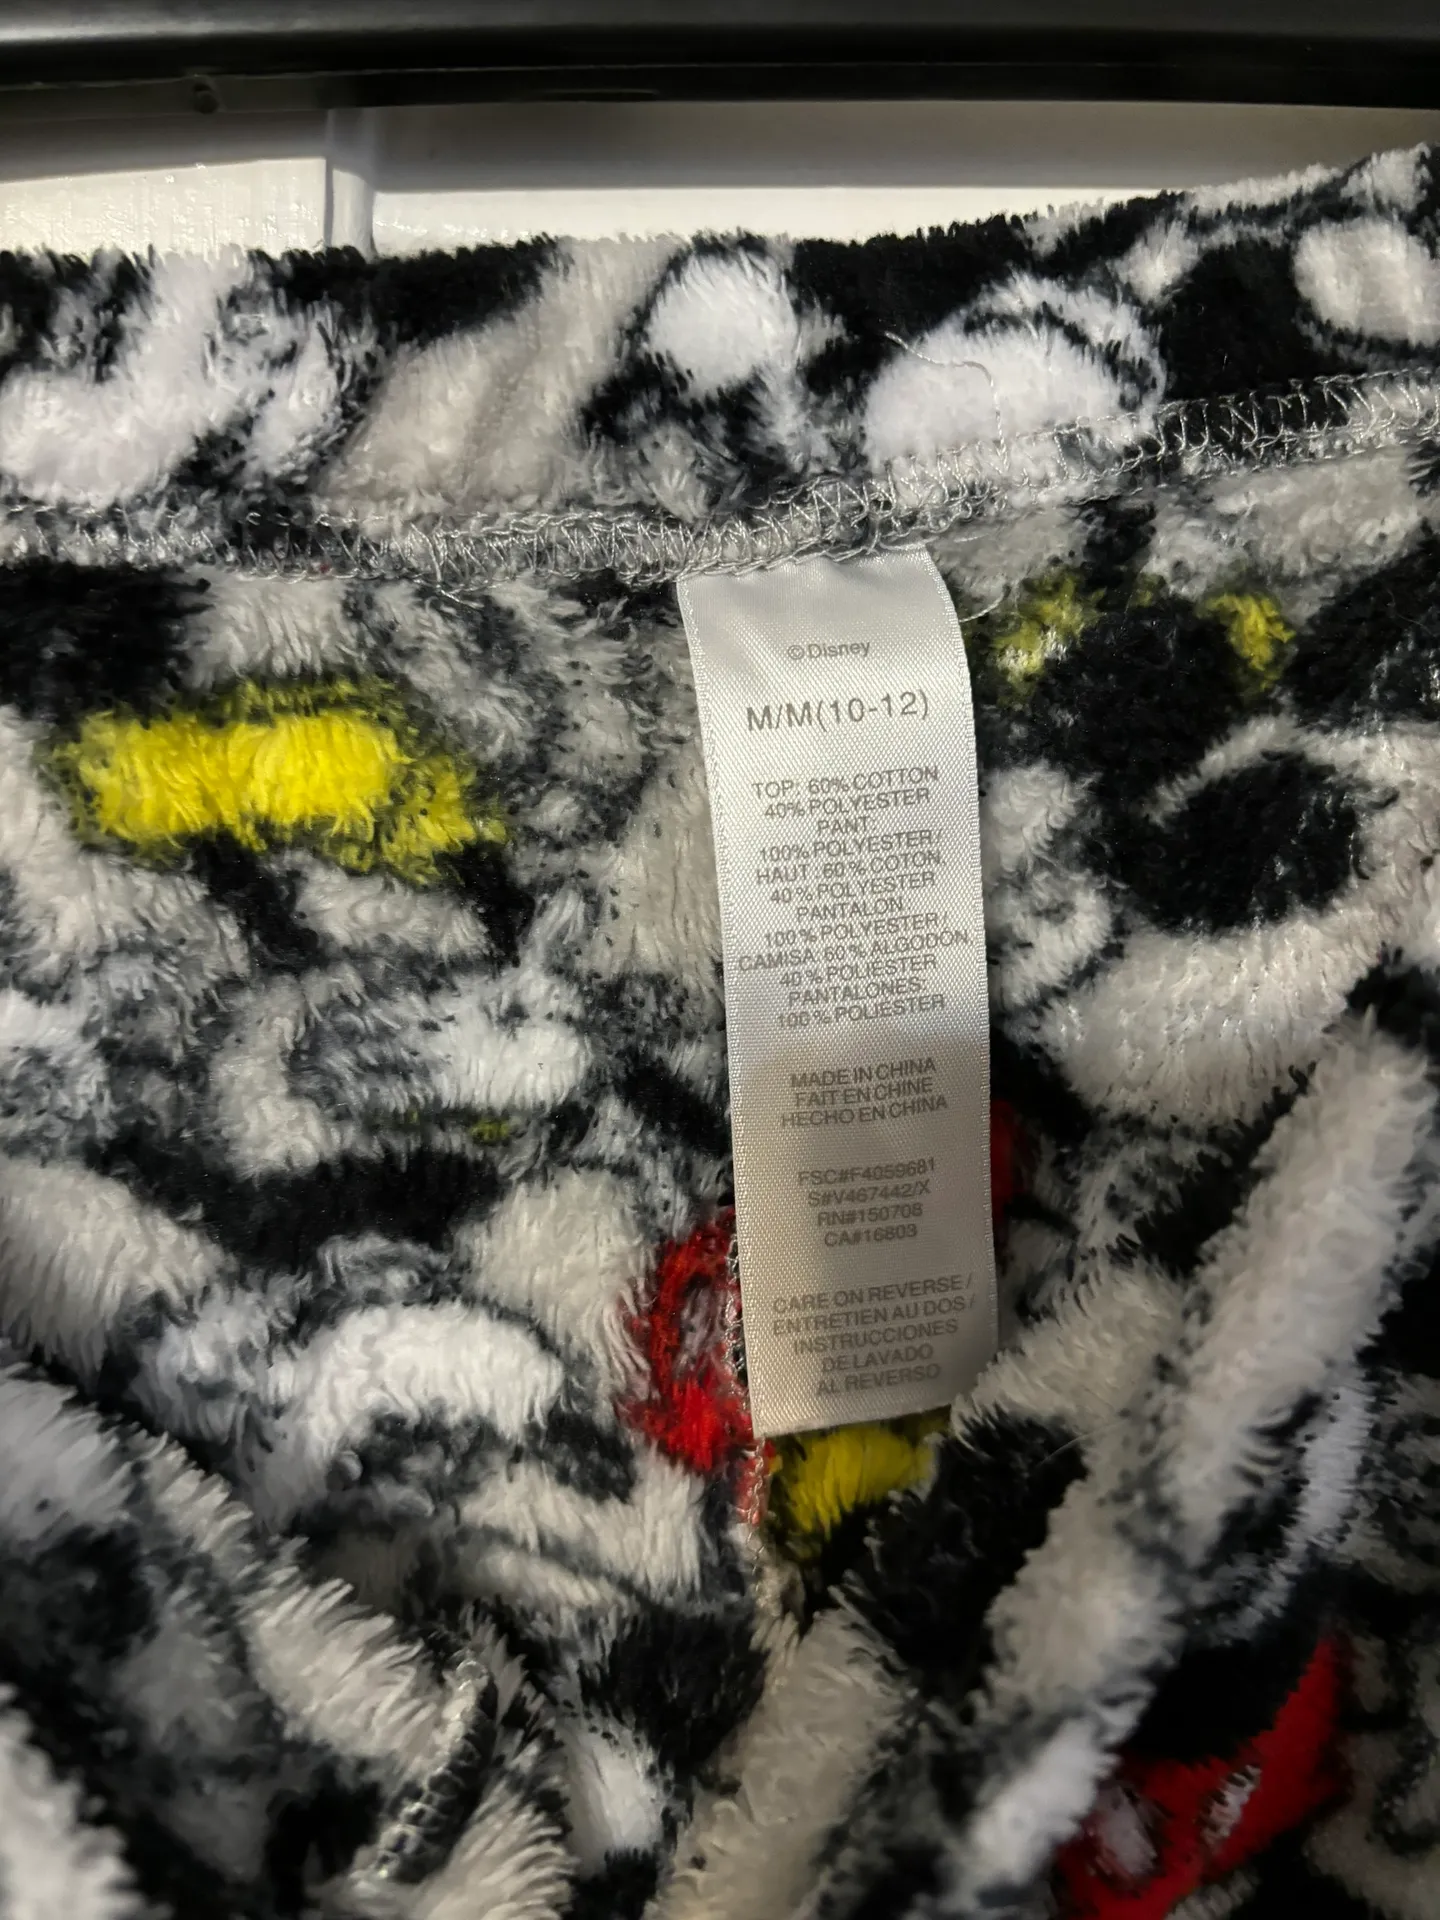 ©Disney
M/M(10-12)
TOP: 60% COTTON
40% POLYESTER
PANT:
100% POLYESTER/
HAUT : 60% COTON,
40% POLYESTER
PANTALON:
100% POLYESTER/
CAMISA: 60% ALGODON,
40% POLIÉSTER
PANTALONES:
100% POLIÉSTER
MADE IN CHINA
FAIT EN CHINE
HECHO EN CHINA
FSC#F4059681
S#V467442/X
RN#150708
CA#16803
CARE ON REVERSE /
ENTRETIEN AU DOS /
INSTRUCCIONES
DE LAVADO
AL REVERSO